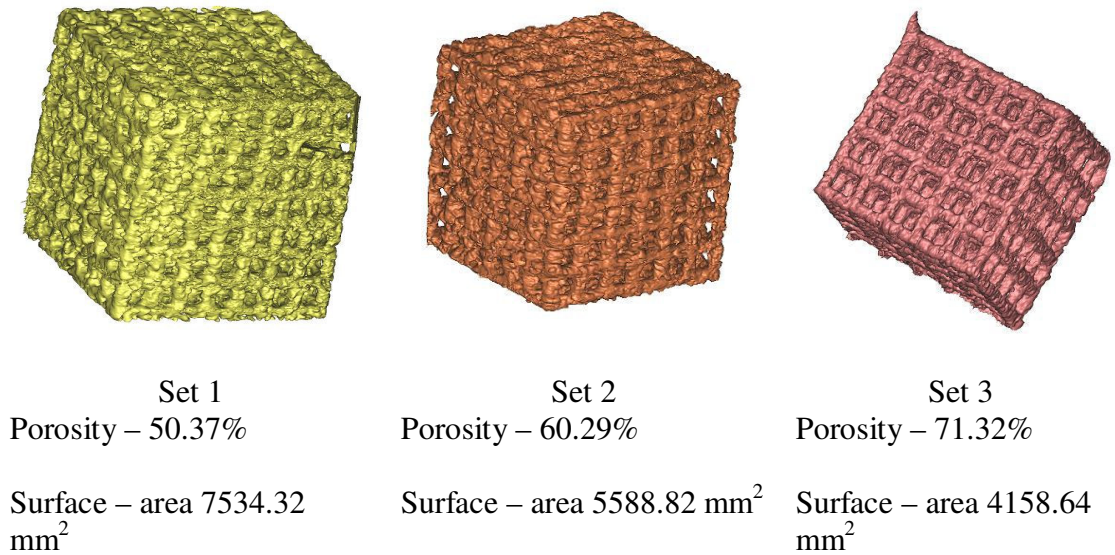 Set 1
Porosity – 50.37%
Surface – area 7534.32
mm²
Set 2
Porosity – 60.29%
Surface – area 5588.82 mm²
Set 3
Porosity – 71.32%
Surface – area 4158.64
mm²